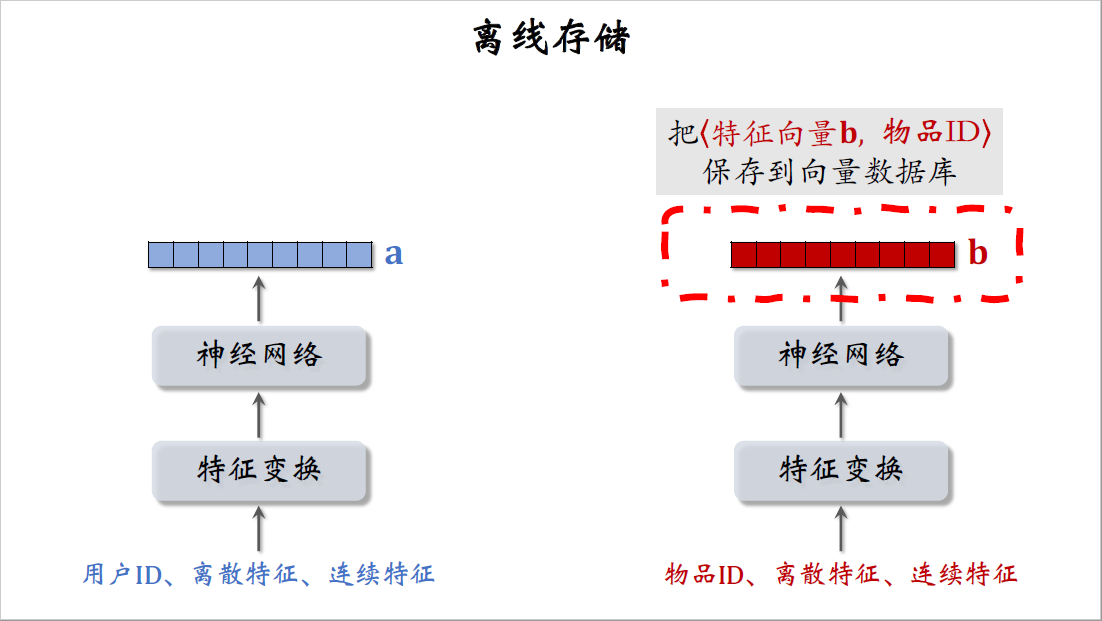 离线存储
把⟨特征向量b, 物品ID⟩
保存到向量数据库
a
b
神经网络
神经网络
特征变换
特征变换
用户ID、离散特征、连续特征
物品ID、离散特征、连续特征